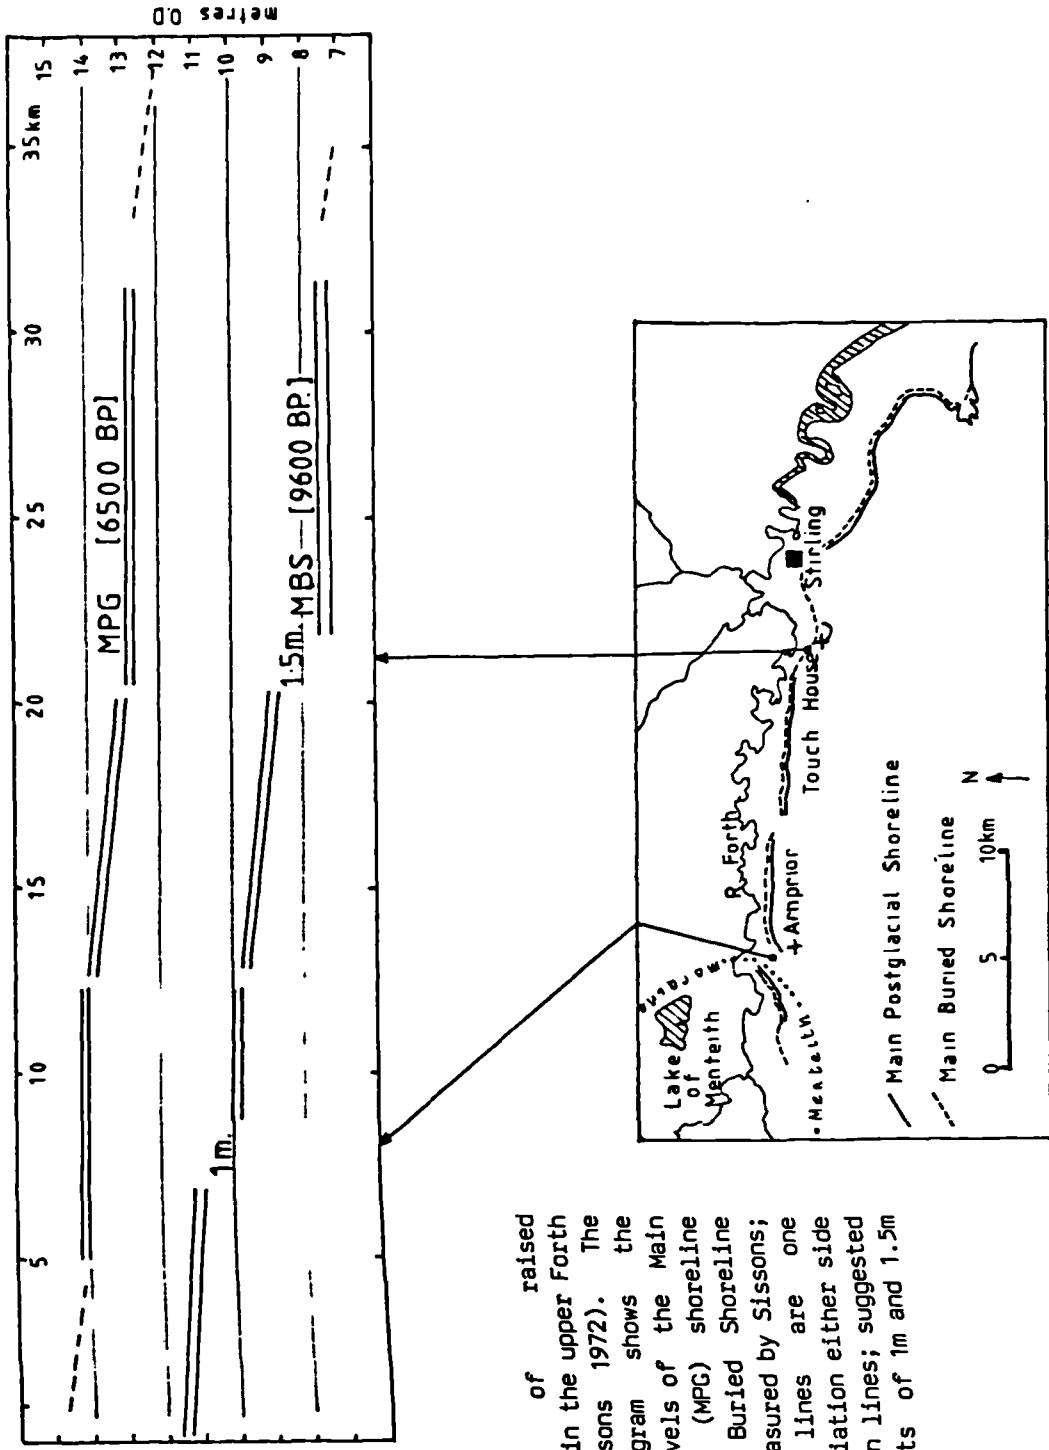 metres O.D
15
14
13
12
11
10
9
8
7
5
10
15
20
25
30
35km
MPG [6500 BP]
MBS [9600 BP.]
1m.
1.5m.
Lake
of
Menteith
Menteith moraine
R Forth
Arnprior
Touch House
Stirling
Main Postglacial Shoreline
Main Buried Shoreline
0 5 10km
N
of raised
in the upper Forth
sons 1972). The
gram shows the
vels of the Main
(MPG) shoreline
Buried Shoreline
asured by Sissons;
lines are one
iation either side
n lines; suggested
ts of 1m and 1.5m